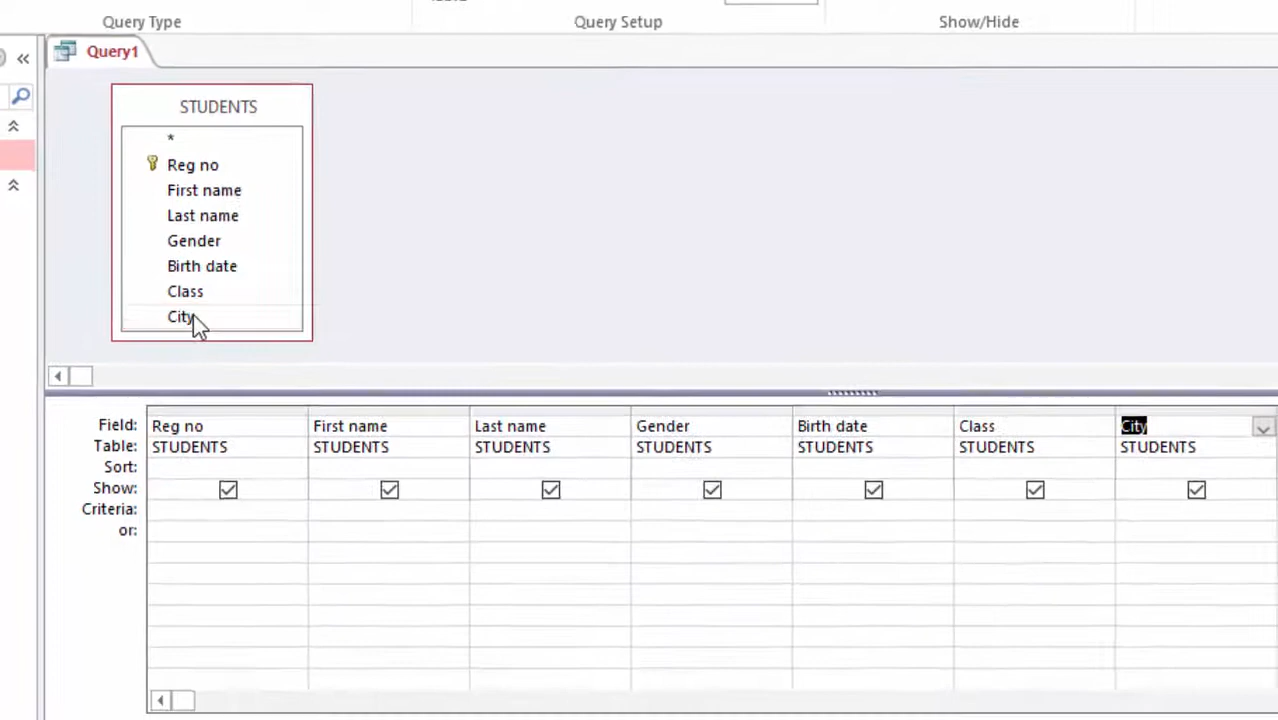 Query Type Query Setup Show/Hide
Query1
STUDENTS
*
Reg no
First name
Last name
Gender
Birth date
Class
City
Field: Reg no First name Last name Gender Birth date Class City
Table: STUDENTS STUDENTS STUDENTS STUDENTS STUDENTS STUDENTS STUDENTS
Sort:
Show:
Criteria:
or: